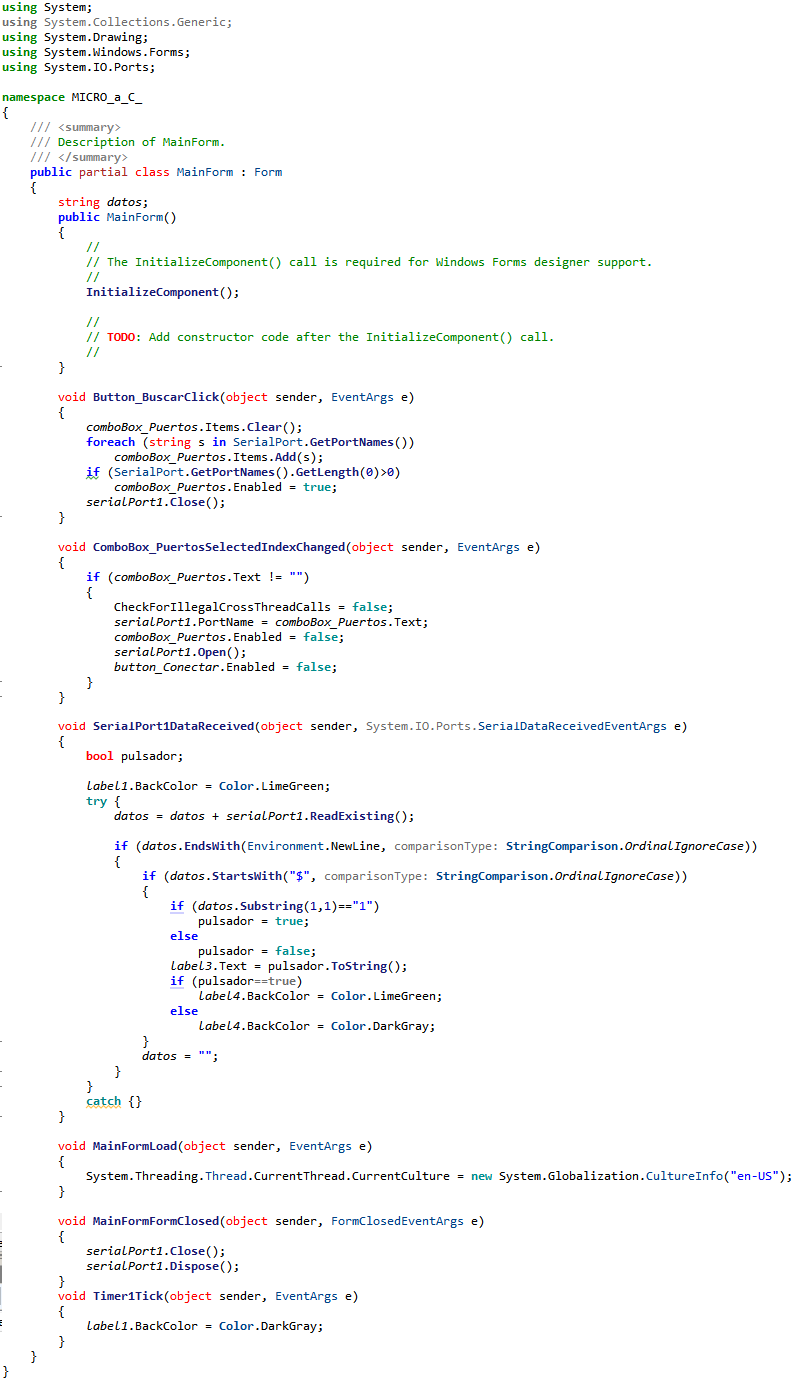 using System;
using System.Collections.Generic;
using System.Drawing;
using System.Windows.Forms;
using System.IO.Ports;

namespace MICRO_a_C_
{
    /// <summary>
    /// Description of MainForm.
    /// </summary>
    public partial class MainForm : Form
    {
        string datos;
        public MainForm()
        {
            //
            // The InitializeComponent() call is required for Windows Forms designer support.
            //
            InitializeComponent();

            //
            // TODO: Add constructor code after the InitializeComponent() call.
            //
        }

        void Button_BuscarClick(object sender, EventArgs e)
        {
            comboBox_Puertos.Items.Clear();
            foreach (string s in SerialPort.GetPortNames())
                comboBox_Puertos.Items.Add(s);
            if (SerialPort.GetPortNames().GetLength(0)>0)
                comboBox_Puertos.Enabled = true;
            serialPort1.Close();
        }

        void ComboBox_PuertosSelectedIndexChanged(object sender, EventArgs e)
        {
            if (comboBox_Puertos.Text != "")
            {
                CheckForIllegalCrossThreadCalls = false;
                serialPort1.PortName = comboBox_Puertos.Text;
                comboBox_Puertos.Enabled = false;
                serialPort1.Open();
                button_Conectar.Enabled = false;
            }
        }

        void SerialPort1DataReceived(object sender, System.IO.Ports.SerialDataReceivedEventArgs e)
        {
            bool pulsador;

            label1.BackColor = Color.LimeGreen;
            try {
                datos = datos + serialPort1.ReadExisting();

                if (datos.EndsWith(Environment.NewLine, comparisonType: StringComparison.OrdinalIgnoreCase))
                {
                    if (datos.StartsWith("$", comparisonType: StringComparison.OrdinalIgnoreCase))
                    {
                        if (datos.Substring(1,1)=="1")
                            pulsador = true;
                        else
                            pulsador = false;
                        label3.Text = pulsador.ToString();
                        if (pulsador==true)
                            label4.BackColor = Color.LimeGreen;
                        else
                            label4.BackColor = Color.DarkGray;
                    }
                    datos = "";
                }
            }
            catch {}
        }

        void MainFormLoad(object sender, EventArgs e)
        {
            System.Threading.Thread.CurrentThread.CurrentCulture = new System.Globalization.CultureInfo("en-US");
        }

        void MainFormFormClosed(object sender, FormClosedEventArgs e)
        {
            serialPort1.Close();
            serialPort1.Dispose();
        }
        void Timer1Tick(object sender, EventArgs e)
        {
            label1.BackColor = Color.DarkGray;
        }
    }
}